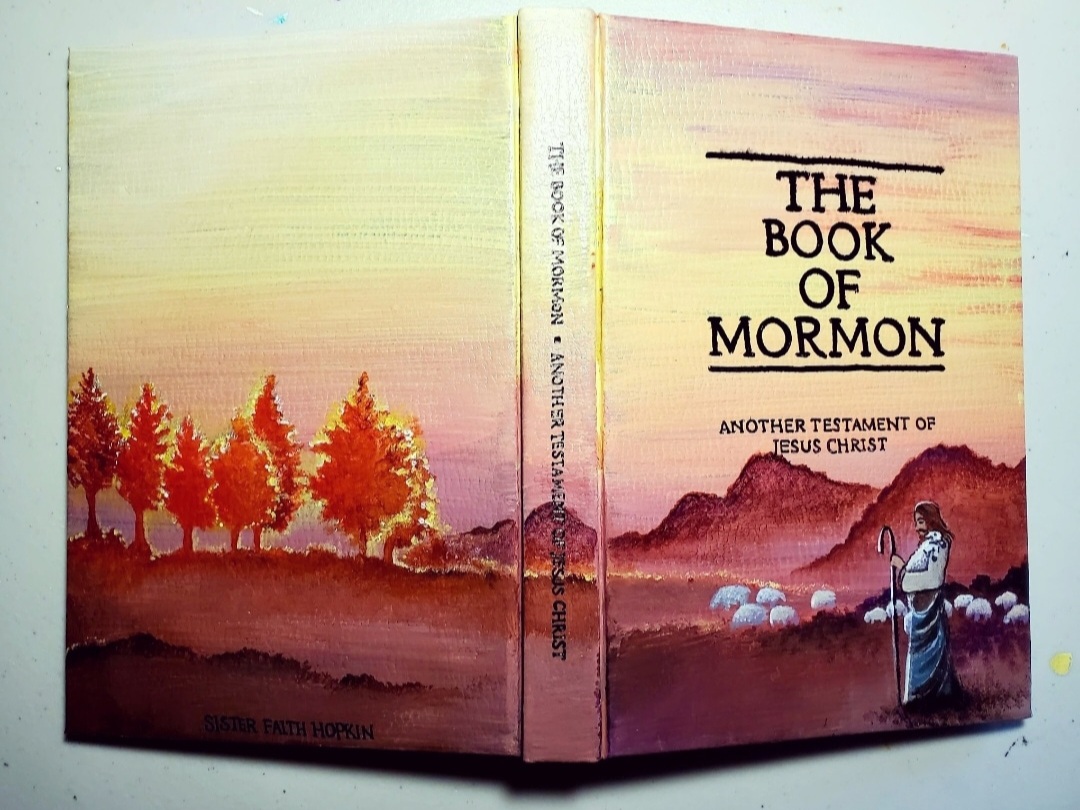 THE
BOOK
OF
MORMON
ANOTHER TESTAMENT OF
JESUS CHRIST
THE BOOK OF MORMON ▪ ANOTHER TESTAMENT OF JESUS CHRIST
SISTER FAITH HOPKIN